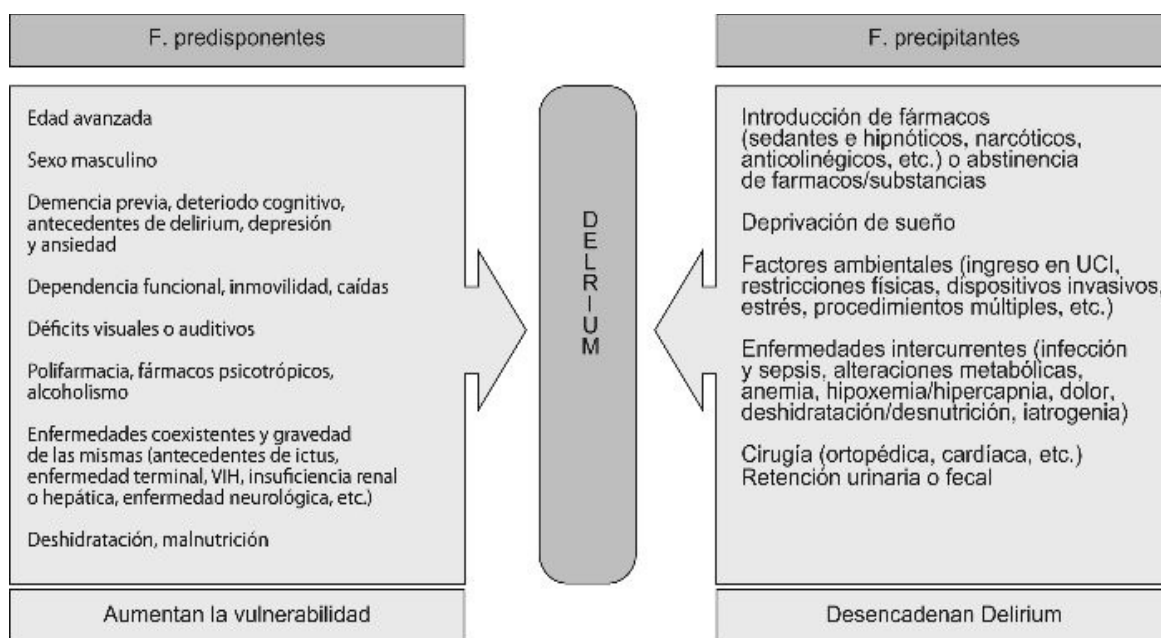 F. predisponentes
Edad avanzada
Sexo masculino
Demencia previa, deteriodo cognitivo,
antecedentes de delirium, depresión
y ansiedad
Dependencia funcional, inmovilidad, caídas
Déficits visuales o auditivos
Polifarmacia, fármacos psicotrópicos,
alcoholismo
Enfermedades coexistentes y gravedad
de las mismas (antecedentes de ictus,
enfermedad terminal, VIH, insuficiencia renal
o hepática, enfermedad neurológica, etc.)
Deshidratación, malnutrición
Aumentan la vulnerabilidad
DELRIUM
F. precipitantes
Introducción de fármacos
(sedantes e hipnóticos, narcóticos,
anticolinégicos, etc.) o abstinencia
de farmacos/substancias
Deprivación de sueño
Factores ambientales (ingreso en UCI,
restricciones físicas, dispositivos invasivos,
estrés, procedimientos múltiples, etc.)
Enfermedades intercurrentes (infección
y sepsis, alteraciones metabólicas,
anemia, hipoxemia/hipercapnia, dolor,
deshidratación/desnutrición, iatrogenia)
Cirugía (ortopédica, cardíaca, etc.)
Retención urinaria o fecal
Desencadenan Delirium